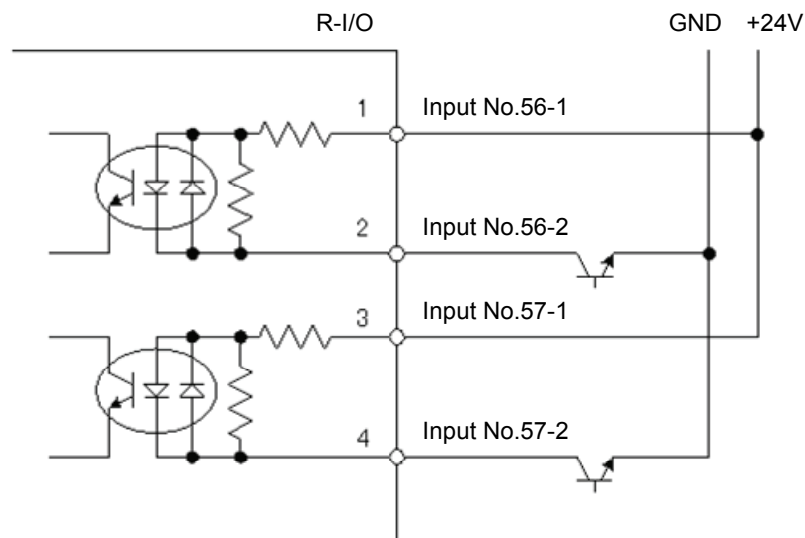 R-I/O GND +24V
1 Input No.56-1
2 Input No.56-2
3 Input No.57-1
4 Input No.57-2